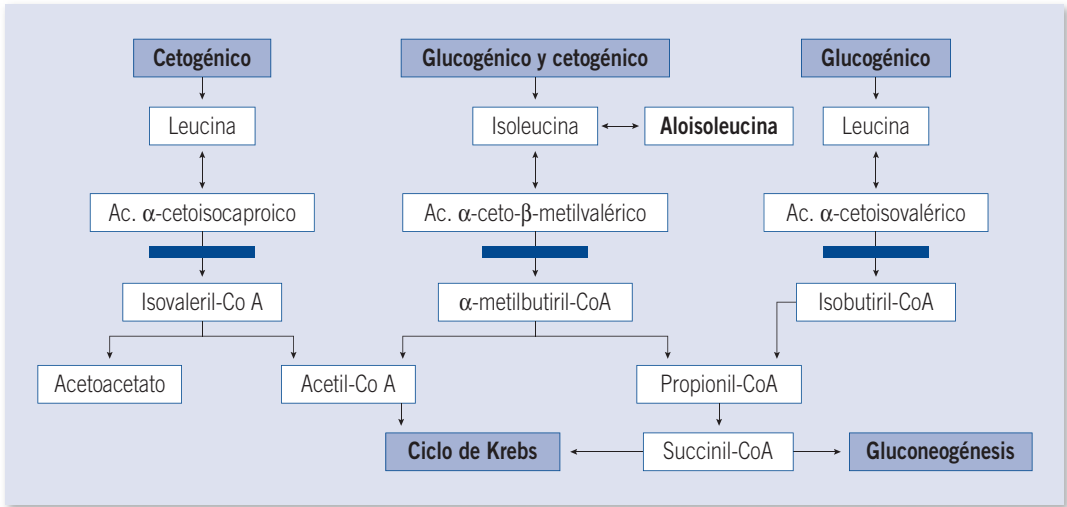 Cetogénico
Glucogénico y cetogénico
Glucogénico
Leucina
Isoleucina
Aloisoleucina
Leucina
Ac. α-cetoisocaproico
Ac. α-ceto-β-metilvalérico
Ac. α-cetoisovalérico
Isovaleril-Co A
α-metilbutiril-CoA
Isobutiril-CoA
Acetoacetato
Acetil-Co A
Propionil-CoA
Ciclo de Krebs
Succinil-CoA
Gluconeogénesis